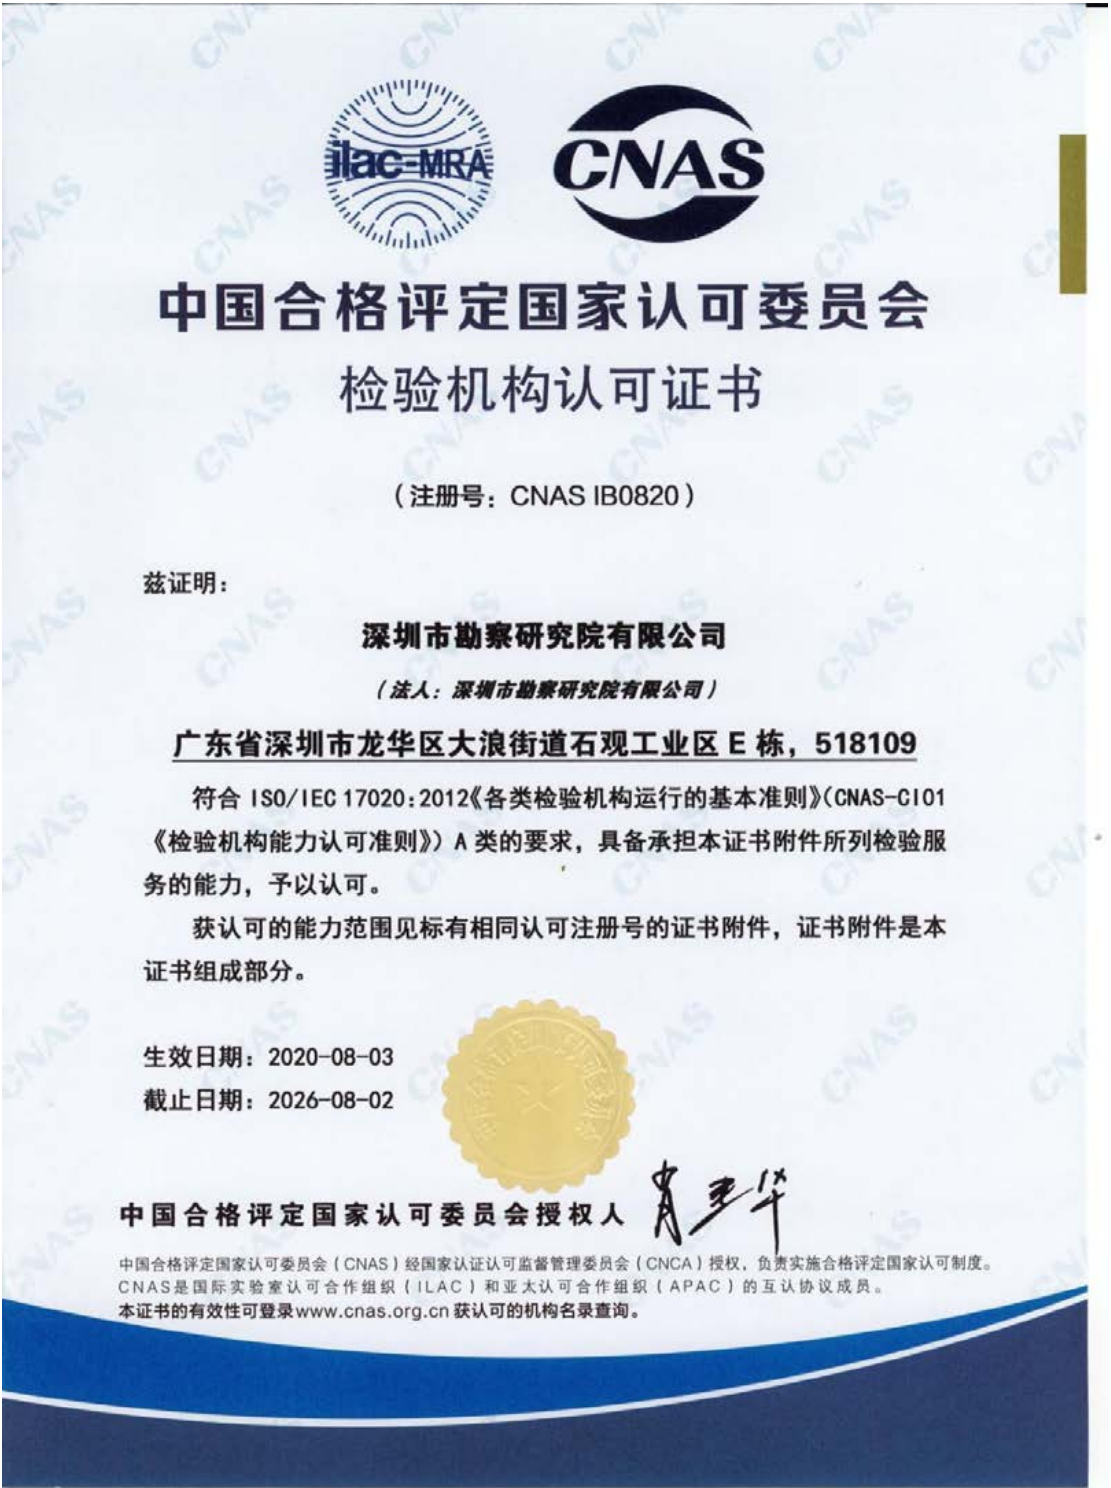 ilac-MRA
CNAS
中国合格评定国家认可委员会
检验机构认可证书
（注册号：CNAS IB0820）
兹证明：
深圳市勘察研究院有限公司
（法人：深圳市勘察研究院有限公司）
广东省深圳市龙华区大浪街道石观工业区 E 栋，518109
符合 ISO/IEC 17020:2012《各类检验机构运行的基本准则》（CNAS-CI01
《检验机构能力认可准则》）A 类的要求，具备承担本证书附件所列检验服
务的能力，予以认可。
获认可的能力范围见标有相同认可注册号的证书附件，证书附件是本
证书组成部分。
生效日期：2020-08-03
截止日期：2026-08-02
中国合格评定国家认可委员会授权人
中国合格评定国家认可委员会（CNAS）经国家认证认可监督管理委员会（CNCA）授权，负责实施合格评定国家认可制度。
CNAS是国际实验室认可合作组织（ILAC）和亚太认可合作组织（APAC）的互认协议成员。
本证书的有效性可登录www.cnas.org.cn 获认可的机构名录查询。